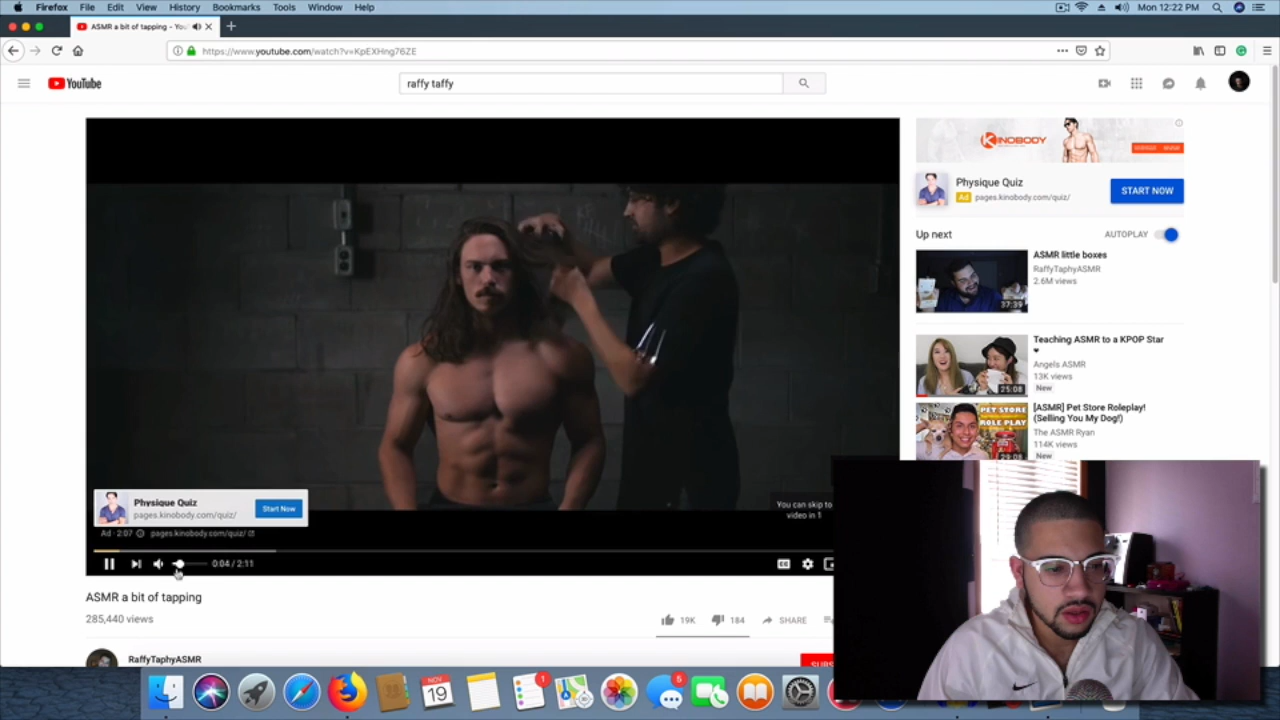 Firefox File Edit View History Bookmarks Tools Window Help
Mon 12:22 PM
ASMR a bit of tapping - You
https://www.youtube.com/watch?v=KpEXHng76ZE
YouTube
raffy taffy
KINOBODY
Physique Quiz
Ad pages.kinobody.com/quiz/
START NOW
Up next
AUTOPLAY
ASMR little boxes
RaffyTaphyASMR
2.6M views
37:39
Teaching ASMR to a KPOP Star
Angels ASMR
13K views
New
25:08
[ASMR] Pet Store Roleplay!
(Selling You My Dog!)
The ASMR Ryan
114K views
New
PET STORE
ROLE PLAY
29:08
Physique Quiz
pages.kinobody.com/quiz/
Start Now
Ad · 2:07 pages.kinobody.com/quiz/
You can skip to
video in 1
0:04 / 2:11
ASMR a bit of tapping
285,440 views
19K 184 SHARE
RaffyTaphyASMR
SUBS
NOV
19
1
5